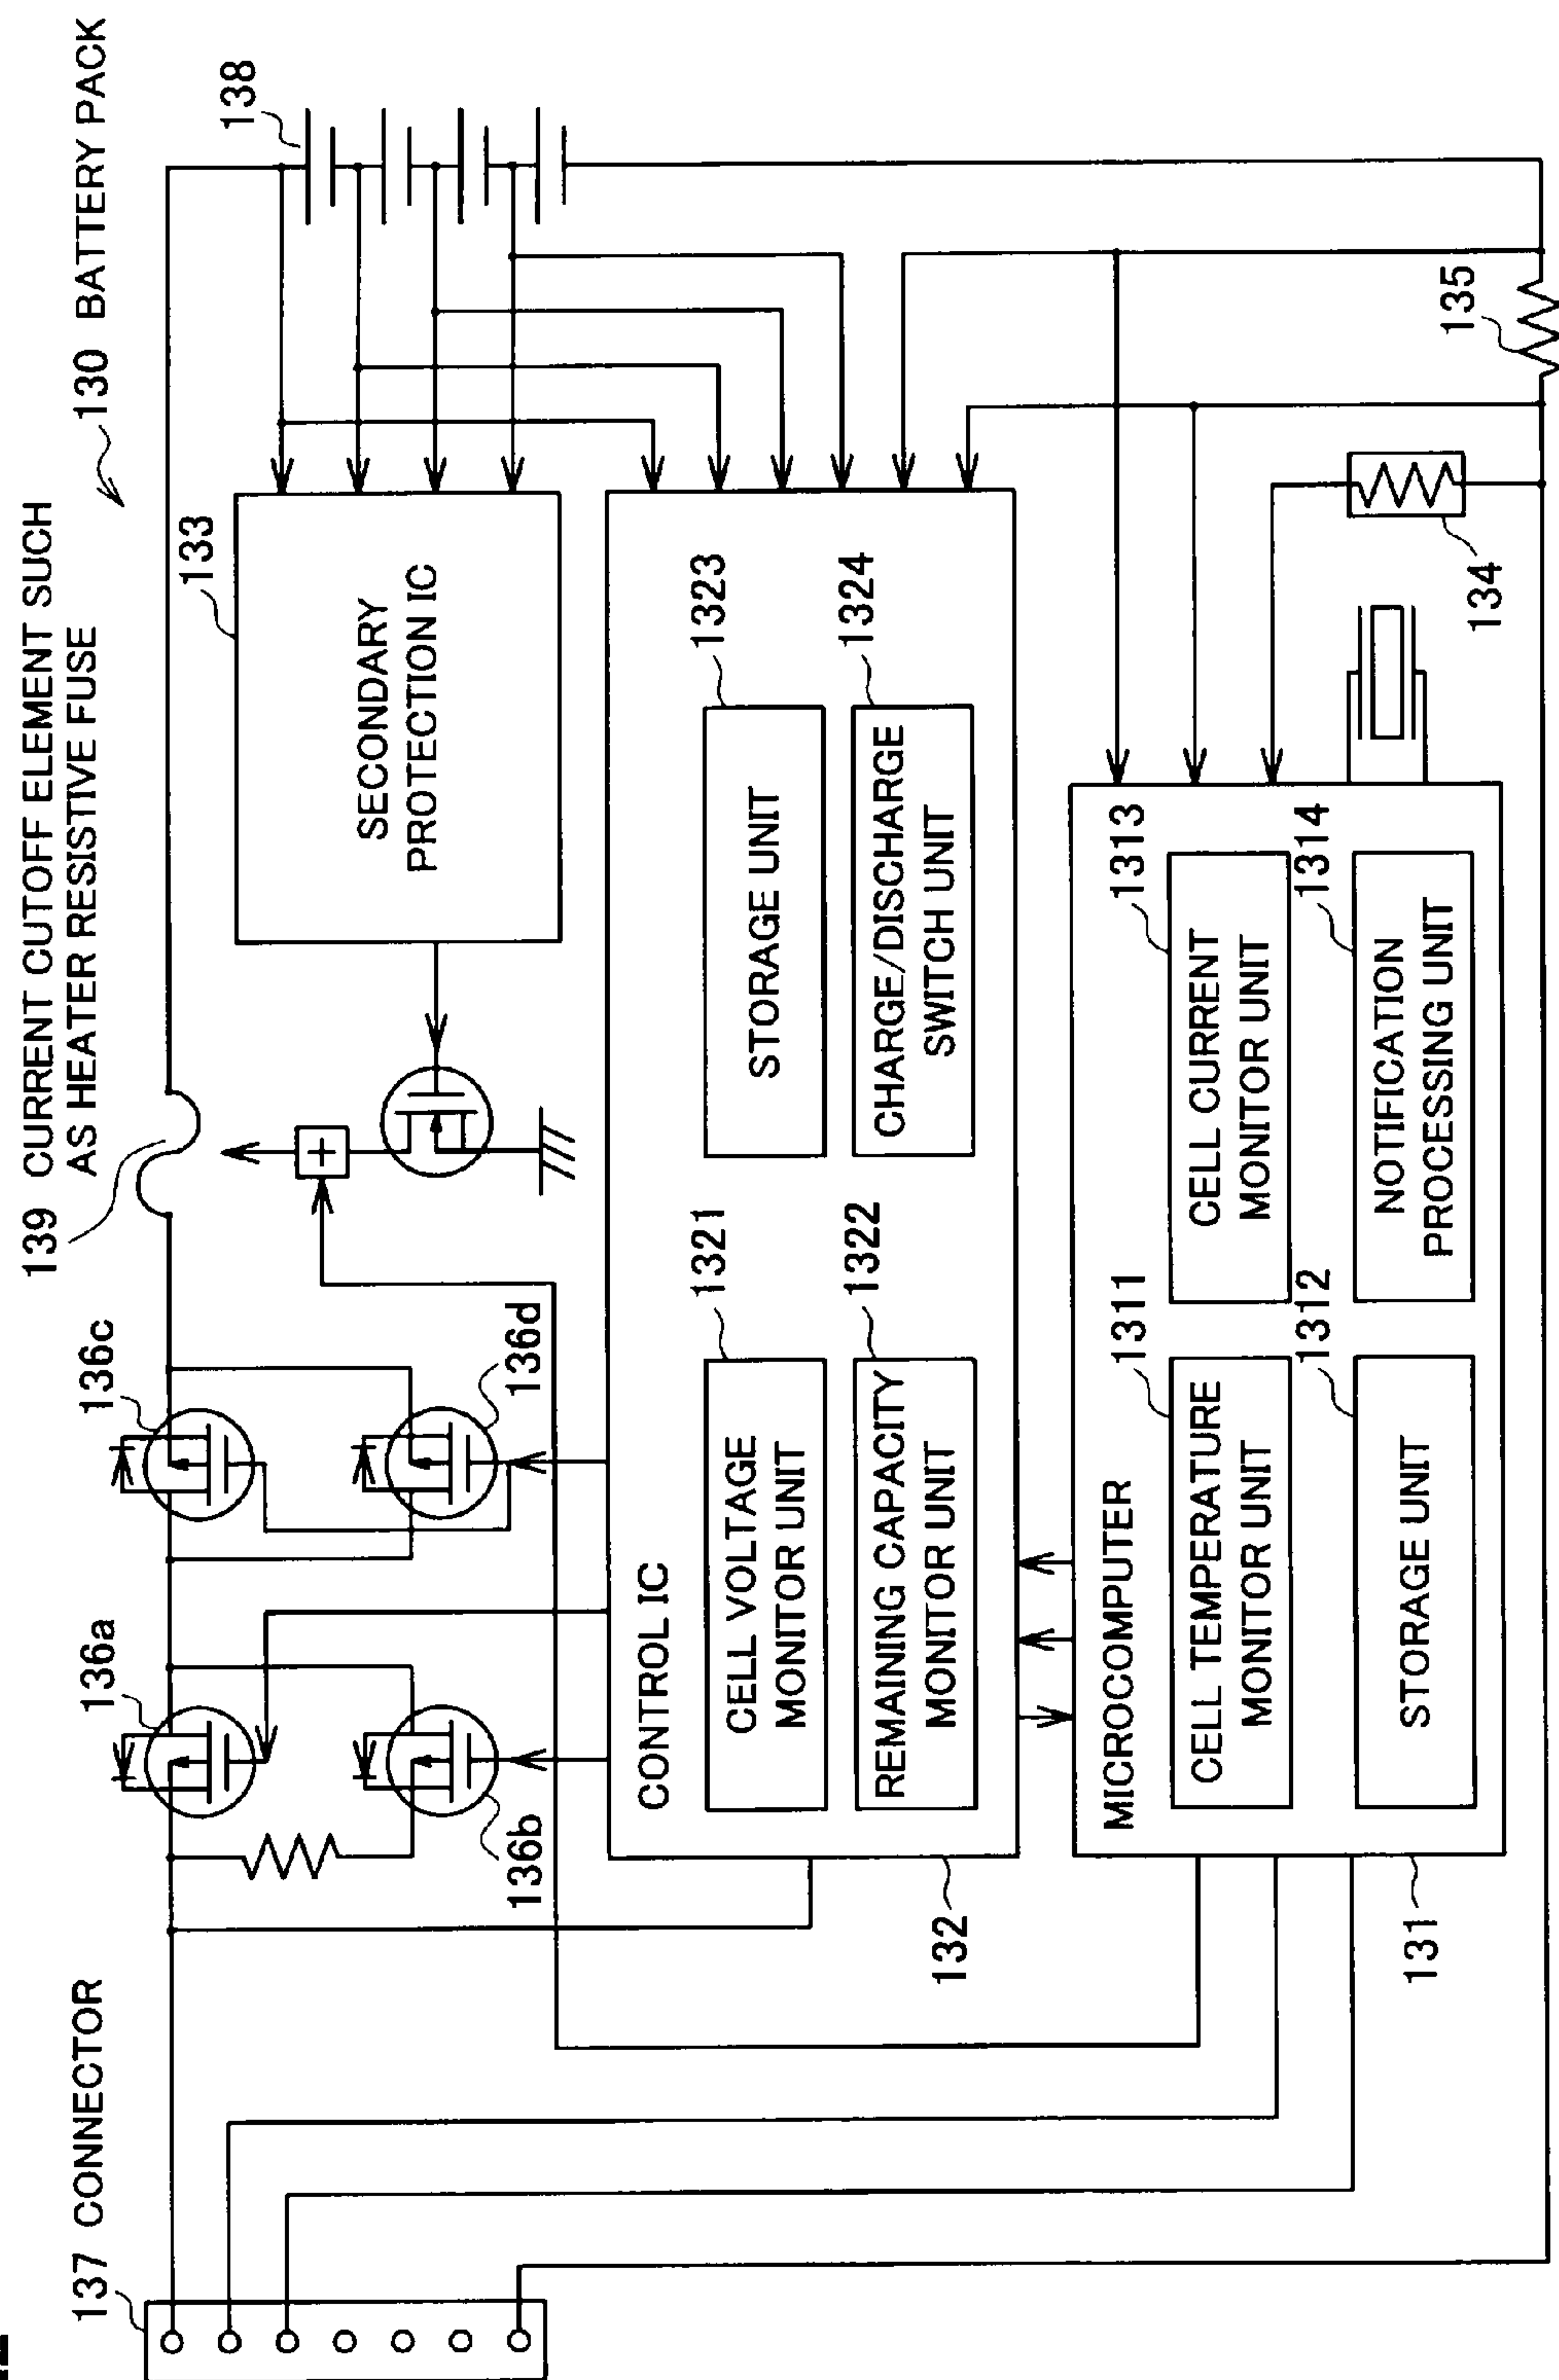 137 CONNECTOR
139 CURRENT CUTOFF ELEMENT SUCH
AS HEATER RESISTIVE FUSE
130 BATTERY PACK
136a
136c
133
138
136b
136d
SECONDARY
PROTECTION IC
CONTROL IC
1321
CELL VOLTAGE
MONITOR UNIT
1323
STORAGE UNIT
1322
REMAINING CAPACITY
MONITOR UNIT
1324
CHARGE/DISCHARGE
SWITCH UNIT
132
MICROCOMPUTER
1311
CELL TEMPERATURE
MONITOR UNIT
1313
CELL CURRENT
MONITOR UNIT
1312
STORAGE UNIT
1314
NOTIFICATION
PROCESSING UNIT
131
134
135